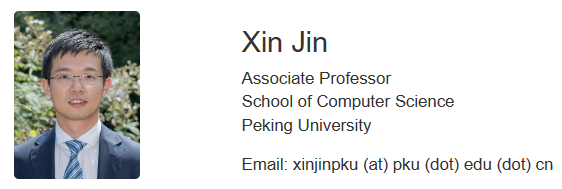 Xin Jin
Associate Professor
School of Computer Science
Peking University
Email: xinjinpku (at) pku (dot) edu (dot) cn